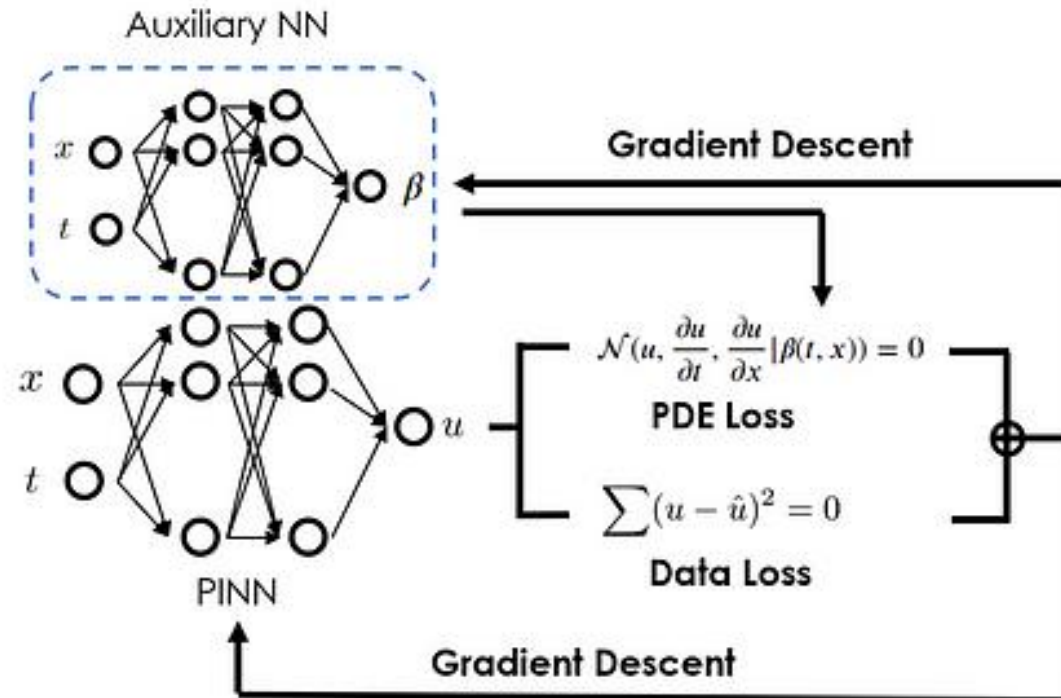 Auxiliary NN
x
t
β
Gradient Descent
x
t
u
PINN
𝒩(u, ∂u/∂t, ∂u/∂x|β(t, x)) = 0
PDE Loss
∑(u − û)² = 0
Data Loss
Gradient Descent